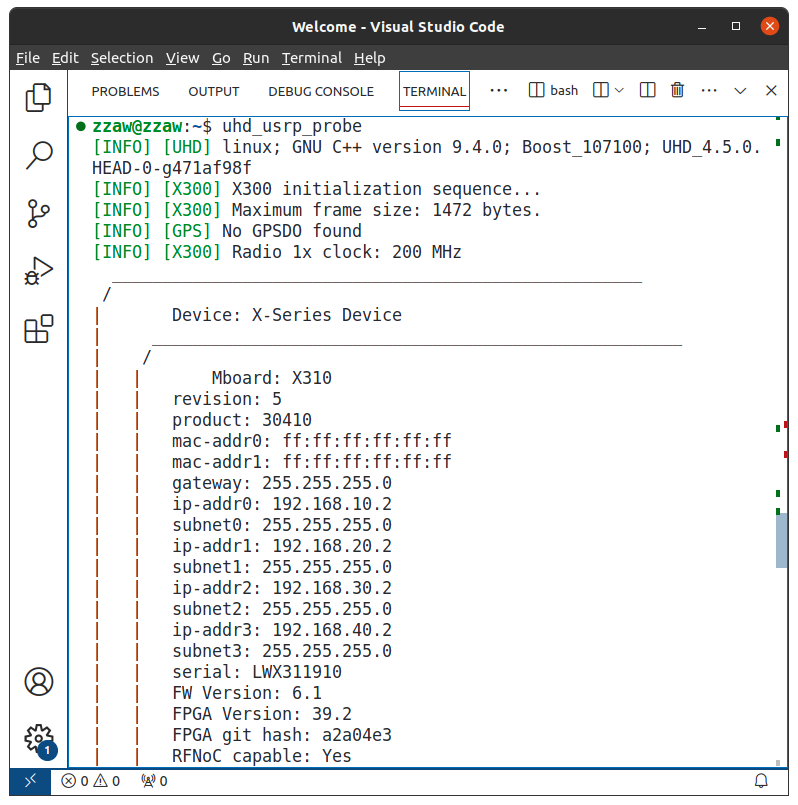 Welcome - Visual Studio Code
File Edit Selection View Go Run Terminal Help
PROBLEMS OUTPUT DEBUG CONSOLE TERMINAL ··· bash ···
zzaw@zzaw:~$ uhd_usrp_probe
[INFO] [UHD] linux; GNU C++ version 9.4.0; Boost_107100; UHD_4.5.0.
HEAD-0-g471af98f
[INFO] [X300] X300 initialization sequence...
[INFO] [X300] Maximum frame size: 1472 bytes.
[INFO] [GPS] No GPSDO found
[INFO] [X300] Radio 1x clock: 200 MHz
_____________________________________________________
/
| Device: X-Series Device
| _____________________________________________________
| /
| | Mboard: X310
| | revision: 5
| | product: 30410
| | mac-addr0: ff:ff:ff:ff:ff:ff
| | mac-addr1: ff:ff:ff:ff:ff:ff
| | gateway: 255.255.255.0
| | ip-addr0: 192.168.10.2
| | subnet0: 255.255.255.0
| | ip-addr1: 192.168.20.2
| | subnet1: 255.255.255.0
| | ip-addr2: 192.168.30.2
| | subnet2: 255.255.255.0
| | ip-addr3: 192.168.40.2
| | subnet3: 255.255.255.0
| | serial: LWX311910
| | FW Version: 6.1
| | FPGA Version: 39.2
| | FPGA git hash: a2a04e3
| | RFNoC capable: Yes
1
0 0 0